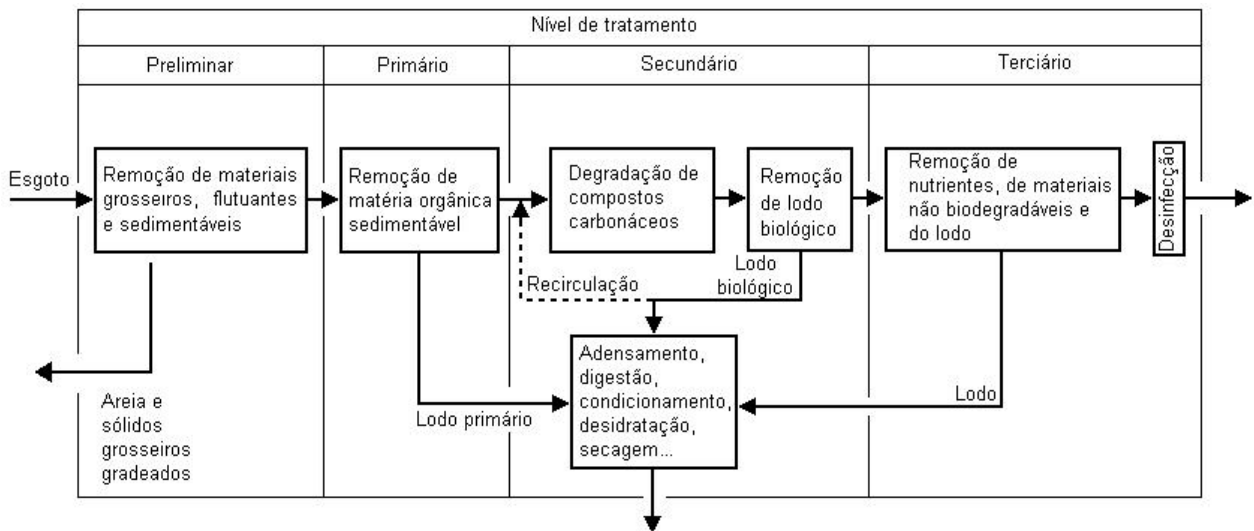 Nível de tratamento
Preliminar
Primário
Secundário
Terciário
Esgoto
Remoção de materiais
grosseiros, flutuantes
e sedimentáveis
Remoção de
matéria orgânica
sedimentável
Degradação de
compostos
carbonáceos
Remoção
de lodo
biológico
Remoção de
nutrientes, de materiais
não biodegradáveis e
do lodo
Desinfecção
Recirculação
Lodo
biológico
Areia e
sólidos
grosseiros
gradeados
Lodo primário
Adensamento,
digestão,
condicionamento,
desidratação,
secagem...
Lodo